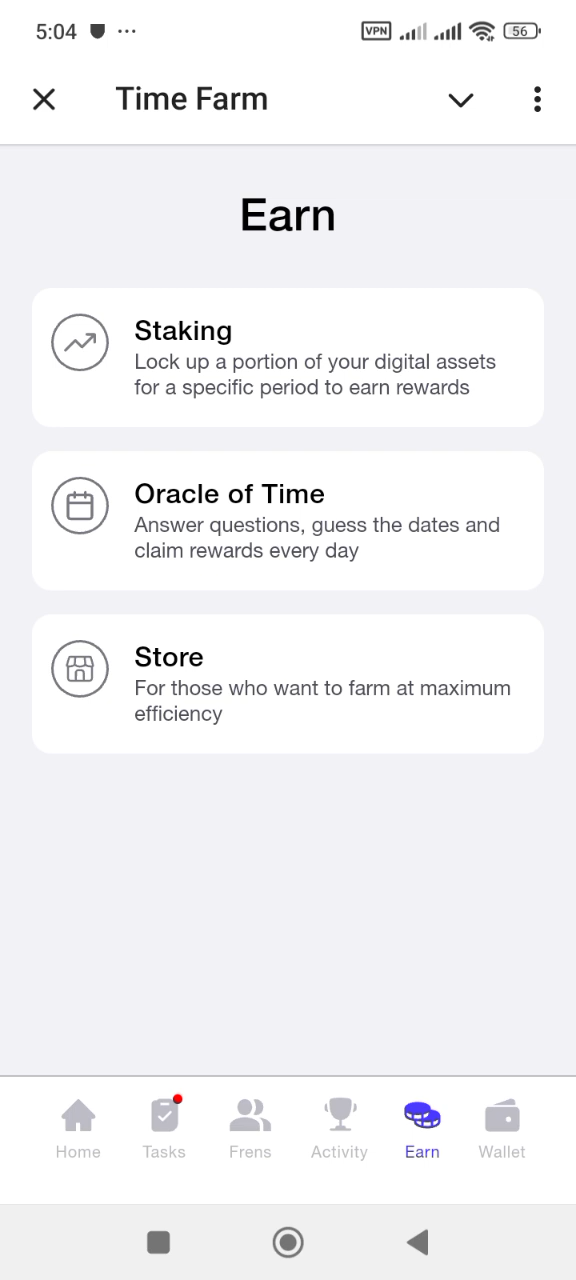 5:04
VPN
56
Time Farm
Earn
Staking
Lock up a portion of your digital assets
for a specific period to earn rewards
Oracle of Time
Answer questions, guess the dates and
claim rewards every day
Store
For those who want to farm at maximum
efficiency
Home
Tasks
Frens
Activity
Earn
Wallet